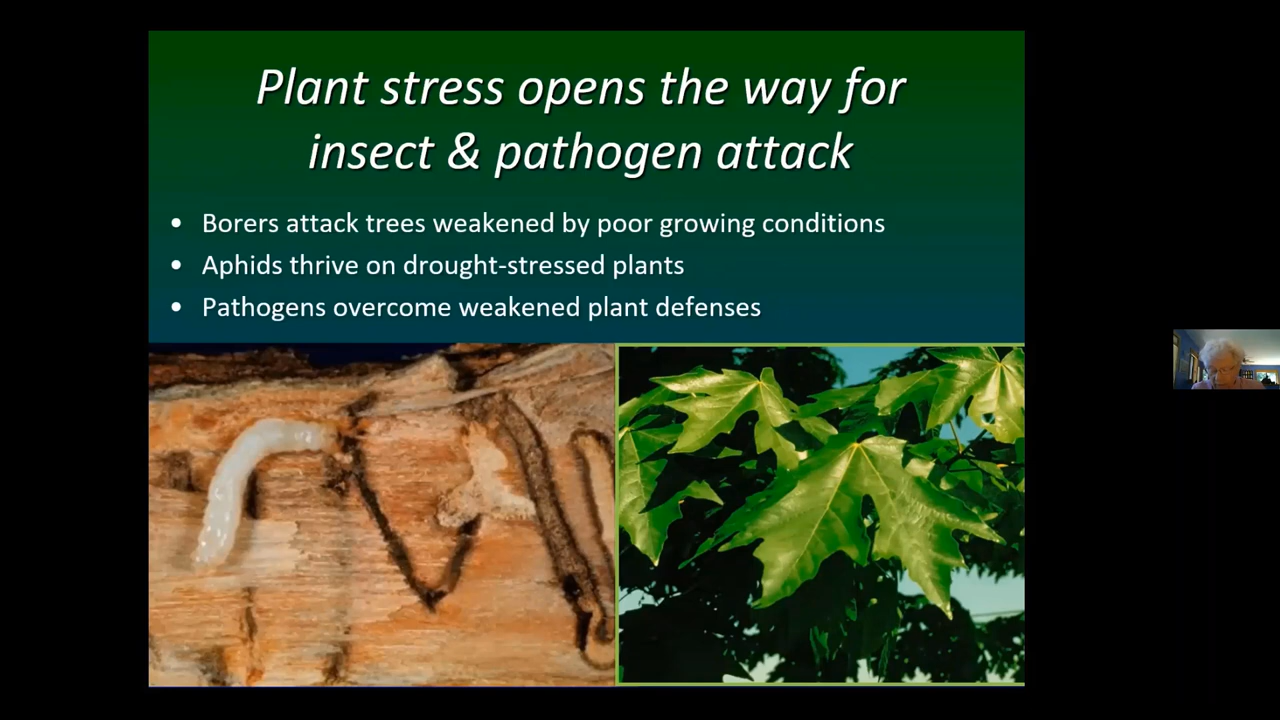 Plant stress opens the way for
insect & pathogen attack
• Borers attack trees weakened by poor growing conditions
• Aphids thrive on drought-stressed plants
• Pathogens overcome weakened plant defenses